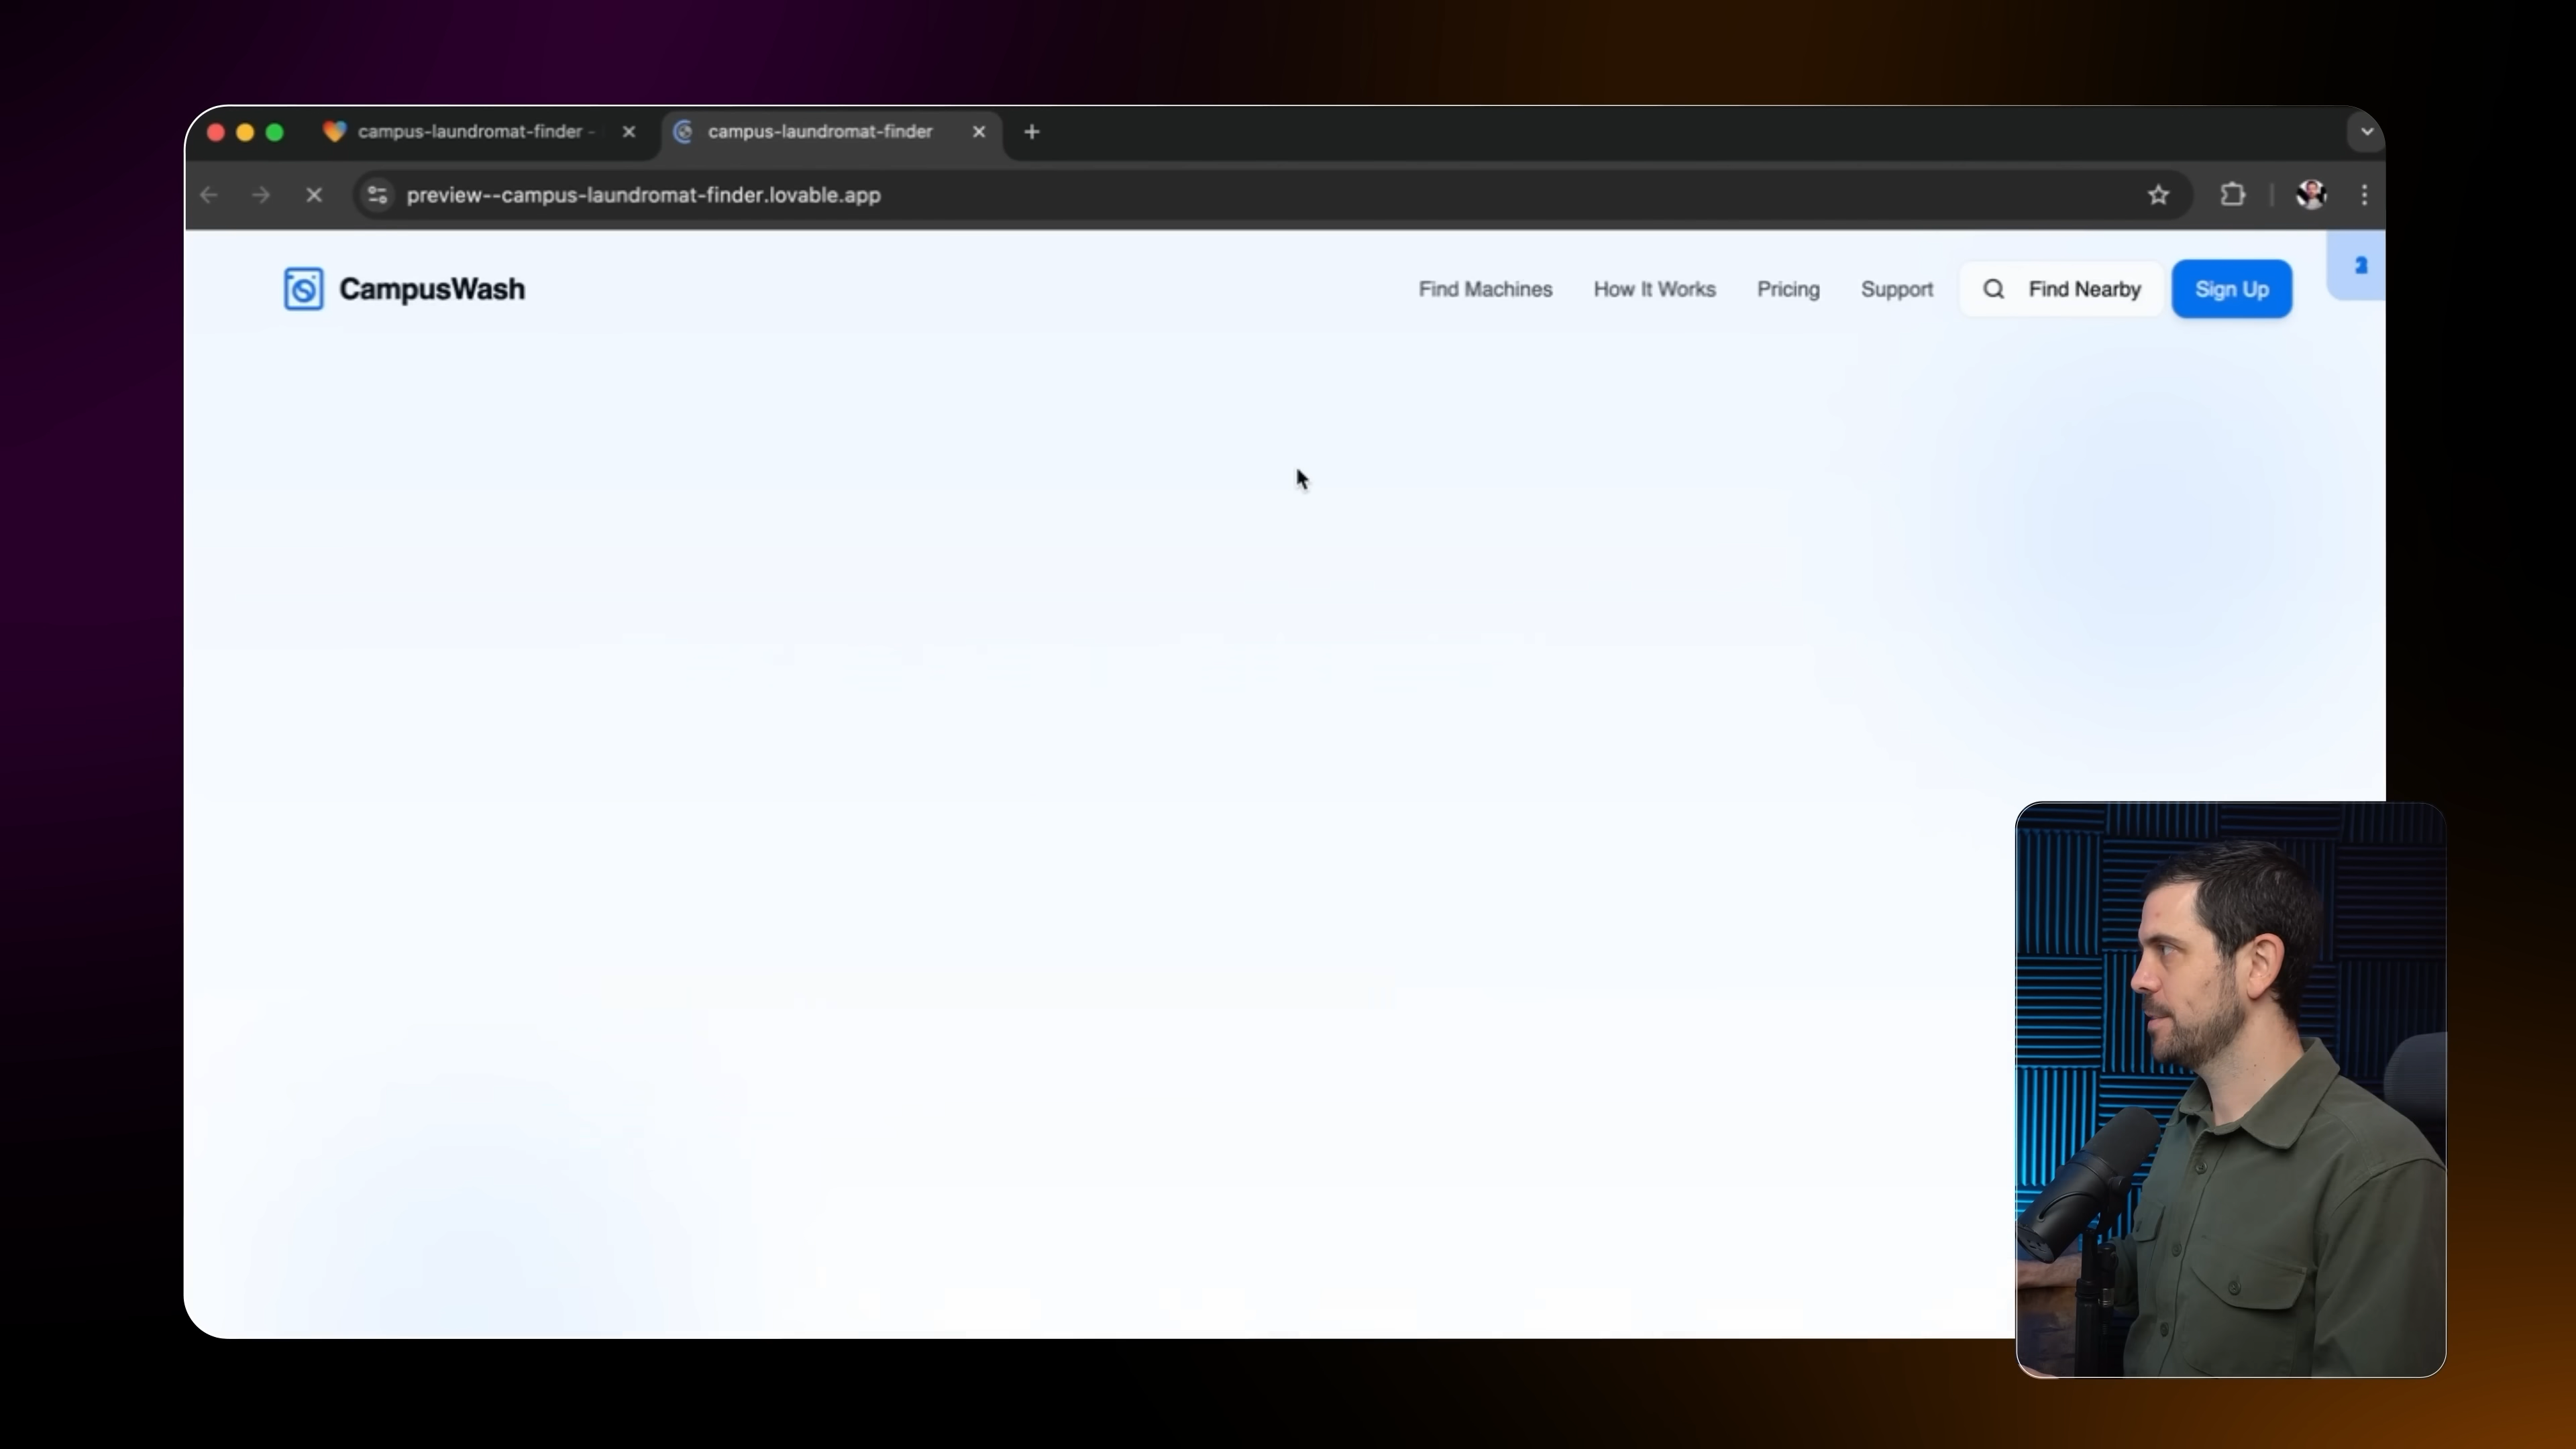 campus-laundromat-finder -
campus-laundromat-finder
preview--campus-laundromat-finder.lovable.app
CampusWash
Find Machines
How It Works
Pricing
Support
Find Nearby
Sign Up